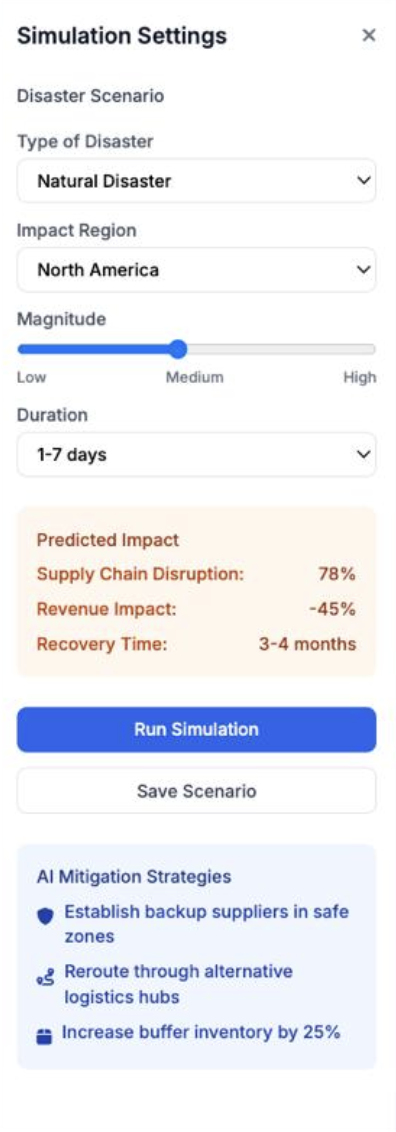 Simulation Settings ×
Disaster Scenario
Type of Disaster
Natural Disaster
Impact Region
North America
Magnitude
Low Medium High
Duration
1-7 days
Predicted Impact
Supply Chain Disruption: 78%
Revenue Impact: -45%
Recovery Time: 3-4 months
Run Simulation
Save Scenario
AI Mitigation Strategies
Establish backup suppliers in safe
zones
Reroute through alternative
logistics hubs
Increase buffer inventory by 25%